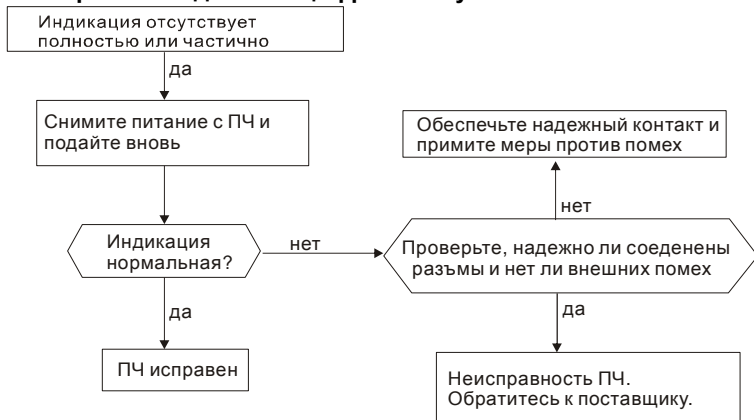 Индикация отсутствует
полностью или частично
да
Снимите питание с ПЧ и
подайте вновь
Индикация
нормальная?
да
ПЧ исправен
нет
Проверьте, надежно ли соеденены
разъмы и нет ли внешних помех
нет
Обеспечьте надежный контакт и
примите меры против помех
да
Неисправность ПЧ.
Обратитесь к поставщику.